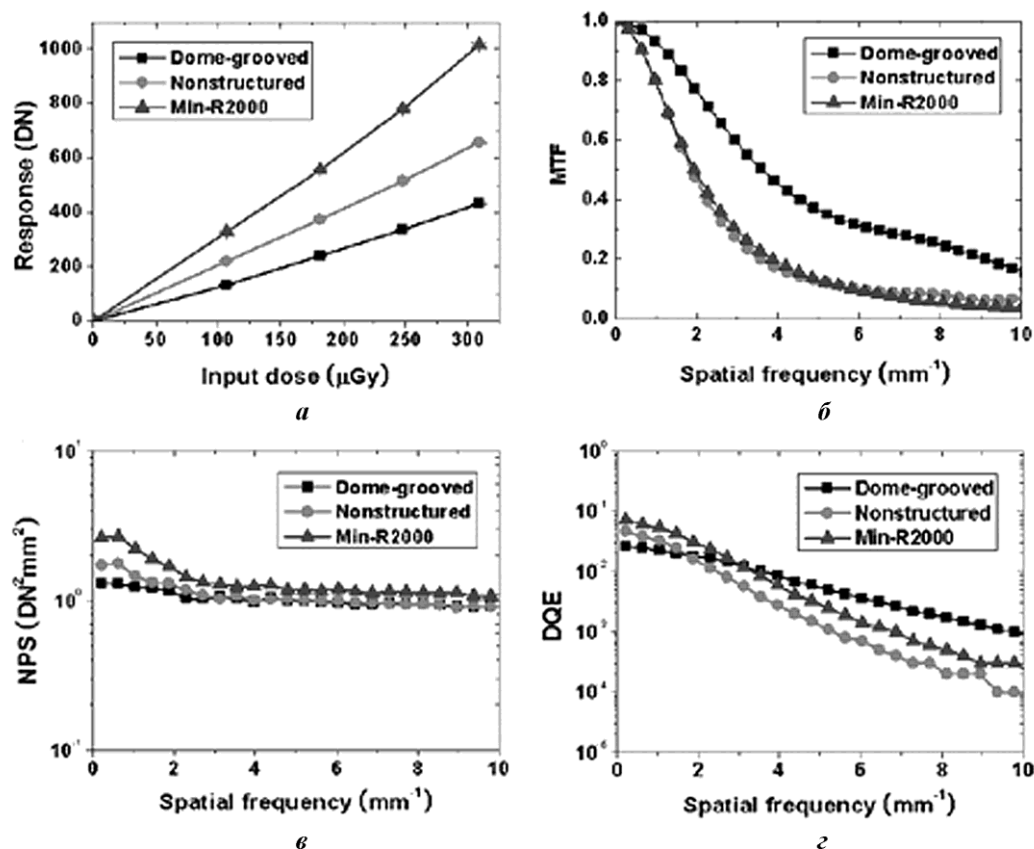 1000
800
600
400
200
0
Response (DN)
Dome-grooved
Nonstructured
Min-R2000
0 50 100 150 200 250 300
Input dose (μGy)
а
1.0
0.8
0.6
0.4
0.2
0.0
MTF
Dome-grooved
Nonstructured
Min-R2000
0 2 4 6 8 10
Spatial frequency (mm⁻¹)
б
10¹
10⁰
10⁻¹
NPS (DN²mm²)
Dome-grooved
Nonstructured
Min-R2000
0 2 4 6 8 10
Spatial frequency (mm⁻¹)
в
10⁰
10⁻¹
10⁻²
10⁻³
10⁻⁴
10⁻⁵
DQE
Dome-grooved
Nonstructured
Min-R2000
0 2 4 6 8 10
Spatial frequency (mm⁻¹)
г